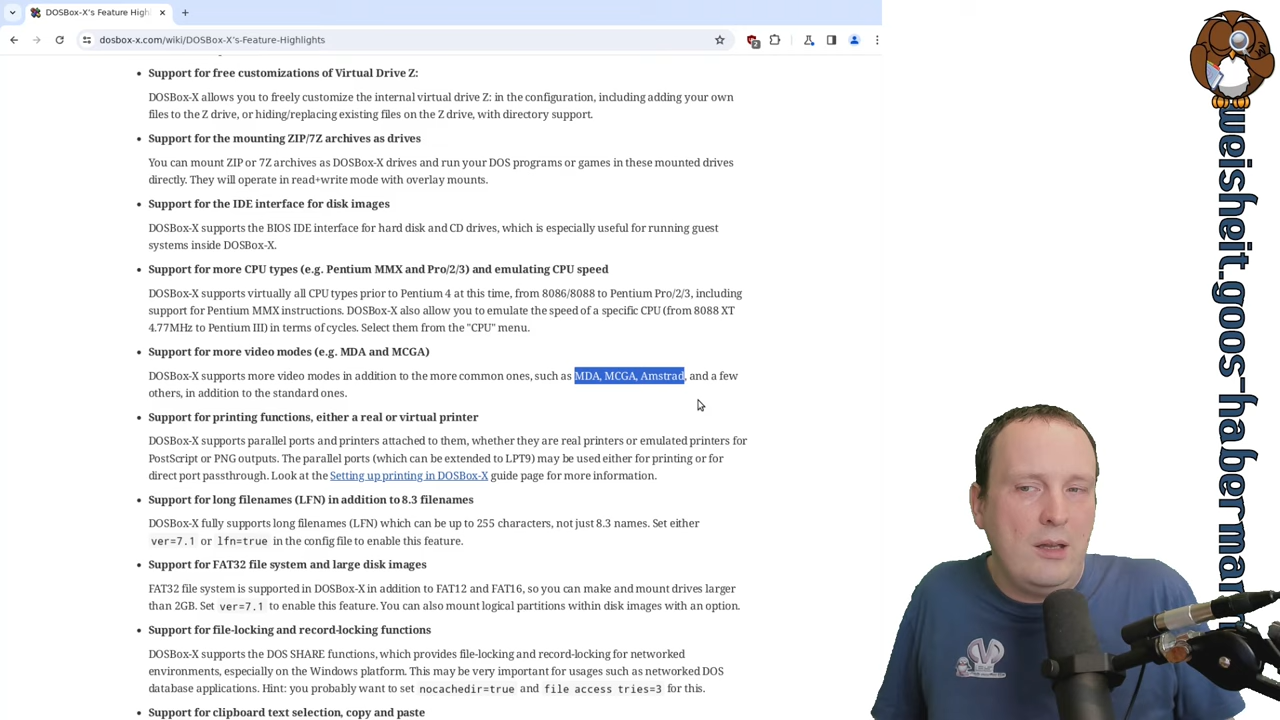 DOSBox-X's Feature High
dosbox-x.com/wiki/DOSBox-X's-Feature-Highlights
2
Support for free customizations of Virtual Drive Z:
DOSBox-X allows you to freely customize the internal virtual drive Z: in the configuration, including adding your own
files to the Z drive, or hiding/replacing existing files on the Z drive, with directory support.
Support for the mounting ZIP/7Z archives as drives
You can mount ZIP or 7Z archives as DOSBox-X drives and run your DOS programs or games in these mounted drives
directly. They will operate in read+write mode with overlay mounts.
Support for the IDE interface for disk images
DOSBox-X supports the BIOS IDE interface for hard disk and CD drives, which is especially useful for running guest
systems inside DOSBox-X.
Support for more CPU types (e.g. Pentium MMX and Pro/2/3) and emulating CPU speed
DOSBox-X supports virtually all CPU types prior to Pentium 4 at this time, from 8086/8088 to Pentium Pro/2/3, including
support for Pentium MMX instructions. DOSBox-X also allow you to emulate the speed of a specific CPU (from 8088 XT
4.77MHz to Pentium III) in terms of cycles. Select them from the "CPU" menu.
Support for more video modes (e.g. MDA and MCGA)
DOSBox-X supports more video modes in addition to the more common ones, such as MDA, MCGA, Amstrad, and a few
others, in addition to the standard ones.
Support for printing functions, either a real or virtual printer
DOSBox-X supports parallel ports and printers attached to them, whether they are real printers or emulated printers for
PostScript or PNG outputs. The parallel ports (which can be extended to LPT9) may be used either for printing or for
direct port passthrough. Look at the Setting up printing in DOSBox-X guide page for more information.
Support for long filenames (LFN) in addition to 8.3 filenames
DOSBox-X fully supports long filenames (LFN) which can be up to 255 characters, not just 8.3 names. Set either
ver=7.1 or lfn=true in the config file to enable this feature.
Support for FAT32 file system and large disk images
FAT32 file system is supported in DOSBox-X in addition to FAT12 and FAT16, so you can make and mount drives larger
than 2GB. Set ver=7.1 to enable this feature. You can also mount logical partitions within disk images with an option.
Support for file-locking and record-locking functions
DOSBox-X supports the DOS SHARE functions, which provides file-locking and record-locking for networked
environments, especially on the Windows platform. This may be very important for usages such as networked DOS
database applications. Hint: you probably want to set nocachedir=true and file access tries=3 for this.
Support for clipboard text selection, copy and paste
weisheit.goos-haberman